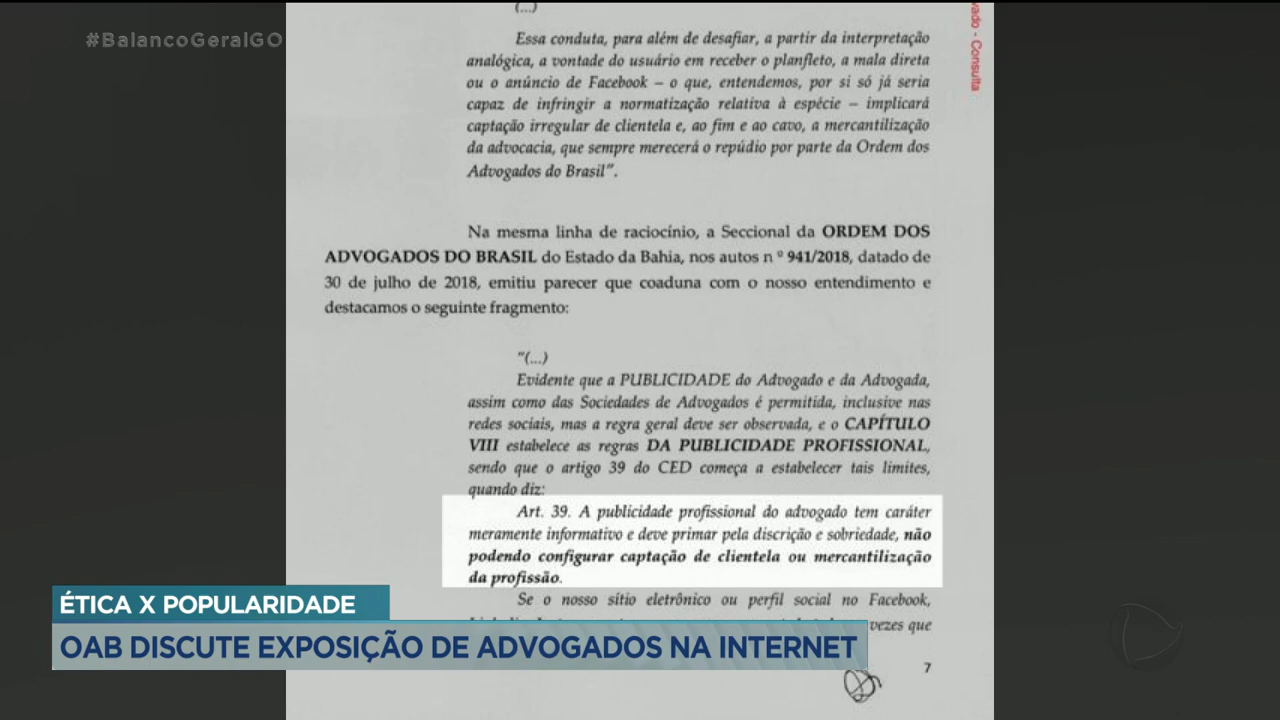 #BalancoGeralGO
(...)
vado - Consulta
Essa conduta, para além de desafiar, a partir da interpretação
analógica, a vontade do usuário em receber o planfleto, a mala direta
ou o anúncio de Facebook – o que, entendemos, por si só já seria
capaz de infringir a normatização relativa à espécie – implicará
captação irregular de clientela e, ao fim e ao cavo, a mercantilização
da advocacia, que sempre merecerá o repúdio por parte da Ordem dos
Advogados do Brasil".
Na mesma linha de raciocínio, a Seccional da ORDEM DOS
ADVOGADOS DO BRASIL do Estado da Bahia, nos autos n º 941/2018, datado de
30 de julho de 2018, emitiu parecer que coaduna com o nosso entendimento e
destacamos o seguinte fragmento:
"(...)
Evidente que a PUBLICIDADE do Advogado e da Advogada,
assim como das Sociedades de Advogados é permitida, inclusive nas
redes sociais, mas a regra geral deve ser observada, e o CAPÍTULO
VIII estabelece as regras DA PUBLICIDADE PROFISSIONAL,
sendo que o artigo 39 do CED começa a estabelecer tais limites,
quando diz:
Art. 39. A publicidade profissional do advogado tem caráter
meramente informativo e deve primar pela discrição e sobriedade, não
podendo configurar captação de clientela ou mercantilização
da profissão.
Se o nosso sítio eletrônico ou perfil social no Facebook,
vezes que
7
ÉTICA X POPULARIDADE
OAB DISCUTE EXPOSIÇÃO DE ADVOGADOS NA INTERNET